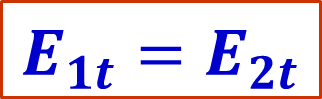 E₁ₜ = E₂ₜ